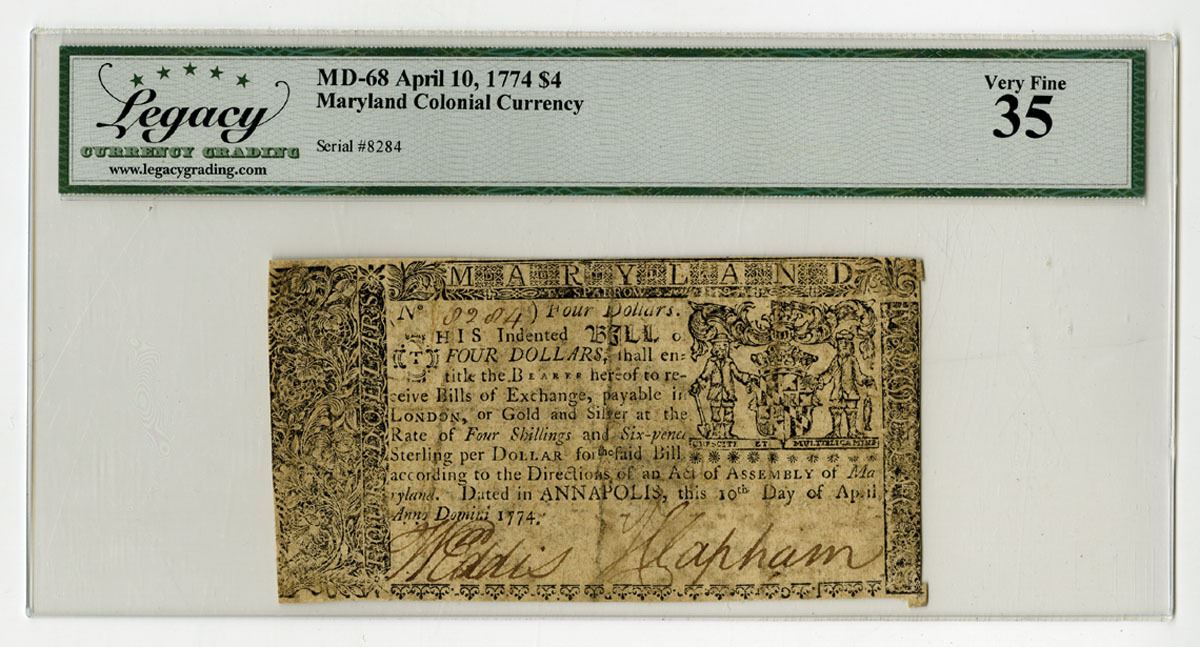 Legacy
CURRENCY GRADING
www.legacygrading.com
MD-68 April 10, 1774 $4
Maryland Colonial Currency
Serial #8284
Very Fine
35
MARYLAND
SPARROW
FOUR DOLLARS
No 8284) Four Dollars.
THIS Indented BILL o
FOUR DOLLARS, shall en=
title the BEARER hereof to re-
ceive Bills of Exchange, payable in
LONDON, or Gold and Silver at the
Rate of Four Shillings and Six-pence
Sterling per DOLLAR for the said Bill
according to the Directions of an Act of ASSEMBLY of Ma
ryland. Dated in ANNAPOLIS, this 10th Day of April
Anno Domini 1774.
CRESCITE ET MULTIPLICAMINI
W Eddis J Clapham